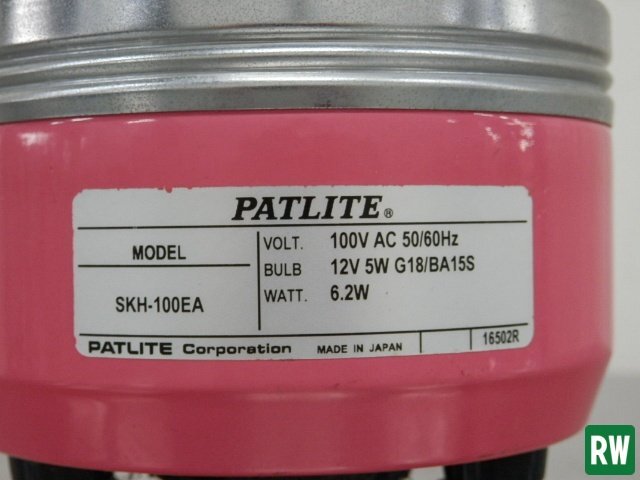 PATLITE®
MODEL
SKH-100EA
VOLT. 100V AC 50/60Hz
BULB 12V 5W G18/BA15S
WATT. 6.2W
PATLITE Corporation MADE IN JAPAN 16502R
RW